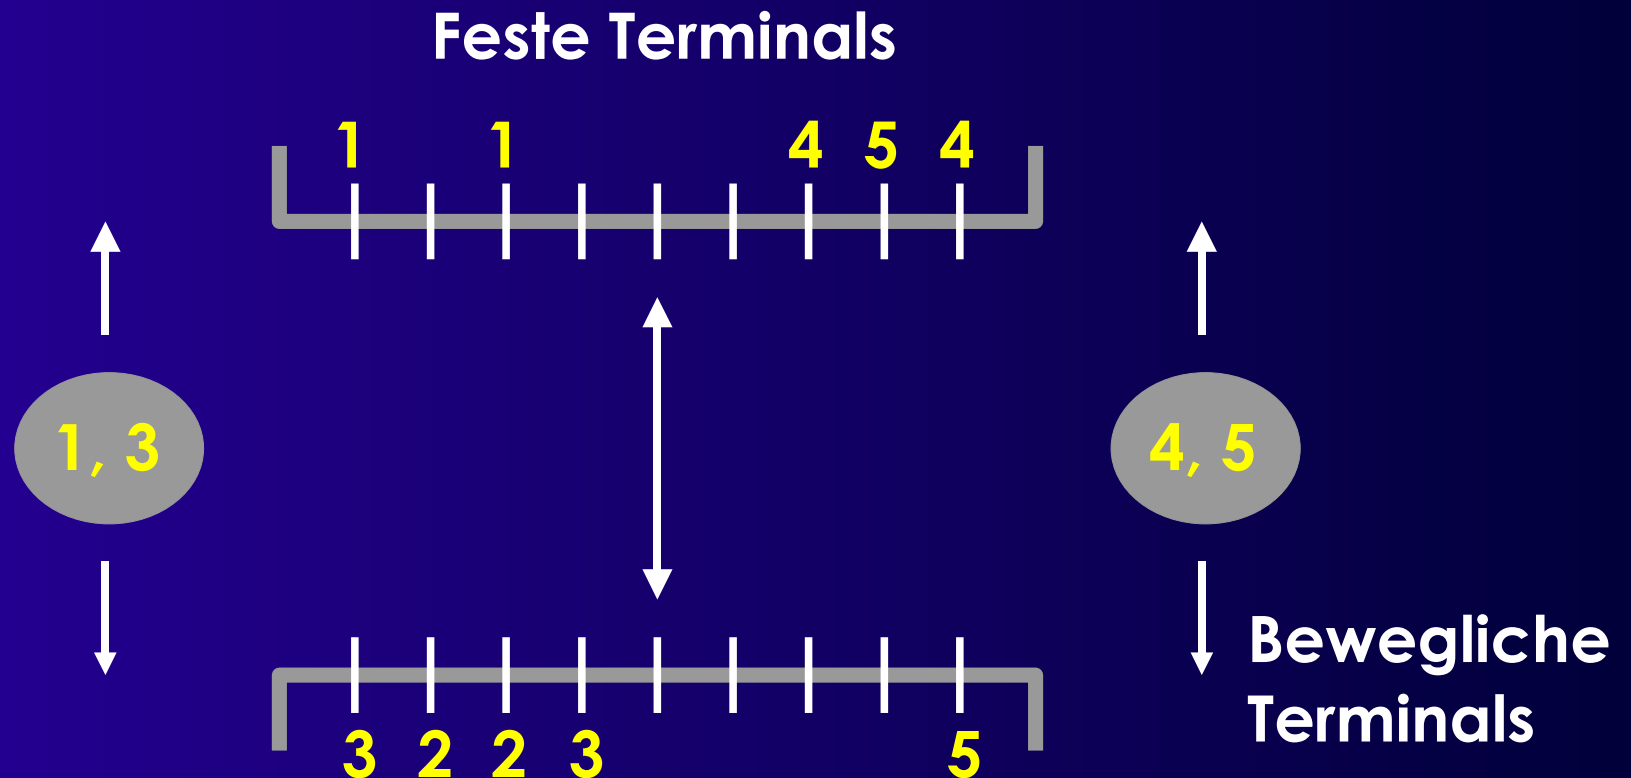 Feste Terminals
1 1 4 5 4
1, 3
4, 5
Bewegliche
Terminals
3 2 2 3 5